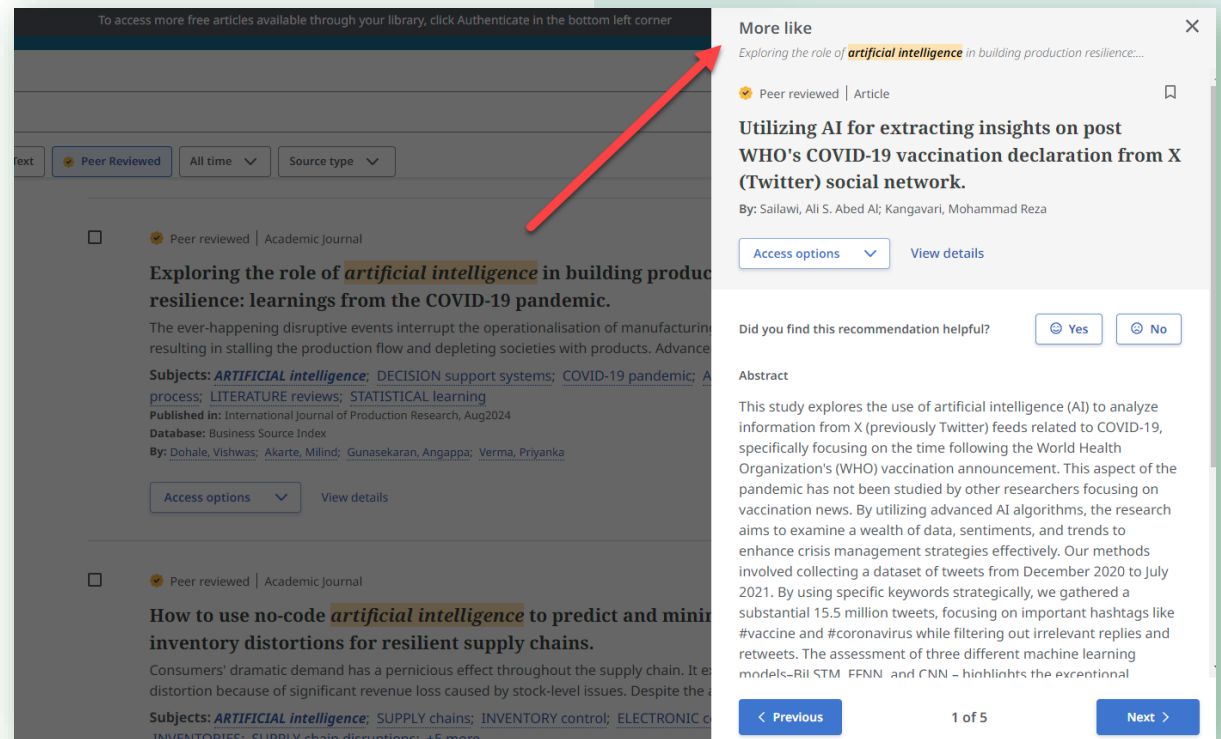 To access more free articles available through your library, click Authenticate in the bottom left corner
Text
Peer Reviewed
All time
Source type
Peer reviewed | Academic Journal
Exploring the role of artificial intelligence in building produc
resilience: learnings from the COVID-19 pandemic.
The ever-happening disruptive events interrupt the operationalisation of manufacturing
resulting in stalling the production flow and depleting societies with products. Advance
Subjects: ARTIFICIAL intelligence; DECISION support systems; COVID-19 pandemic; A
process; LITERATURE reviews; STATISTICAL learning
Published in: International Journal of Production Research, Aug2024
Database: Business Source Index
By: Dohale, Vishwas; Akarte, Milind; Gunasekaran, Angappa; Verma, Priyanka
Access options
View details
Peer reviewed | Academic Journal
How to use no-code artificial intelligence to predict and minim
inventory distortions for resilient supply chains.
Consumers' dramatic demand has a pernicious effect throughout the supply chain. It ex
distortion because of significant revenue loss caused by stock-level issues. Despite the a
Subjects: ARTIFICIAL intelligence; SUPPLY chains; INVENTORY control; ELECTRONIC c
INVENTORIES; SUPPLY chain disruptions; +5 more
More like
Exploring the role of artificial intelligence in building production resilience:...
Peer reviewed | Article
Utilizing AI for extracting insights on post
WHO's COVID-19 vaccination declaration from X
(Twitter) social network.
By: Sailawi, Ali S. Abed Al; Kangavari, Mohammad Reza
Access options
View details
Did you find this recommendation helpful?
Yes
No
Abstract
This study explores the use of artificial intelligence (AI) to analyze
information from X (previously Twitter) feeds related to COVID-19,
specifically focusing on the time following the World Health
Organization's (WHO) vaccination announcement. This aspect of the
pandemic has not been studied by other researchers focusing on
vaccination news. By utilizing advanced AI algorithms, the research
aims to examine a wealth of data, sentiments, and trends to
enhance crisis management strategies effectively. Our methods
involved collecting a dataset of tweets from December 2020 to July
2021. By using specific keywords strategically, we gathered a
substantial 15.5 million tweets, focusing on important hashtags like
#vaccine and #coronavirus while filtering out irrelevant replies and
retweets. The assessment of three different machine learning
models–BiLSTM, FFNN, and CNN – highlights the exceptional
Previous
1 of 5
Next